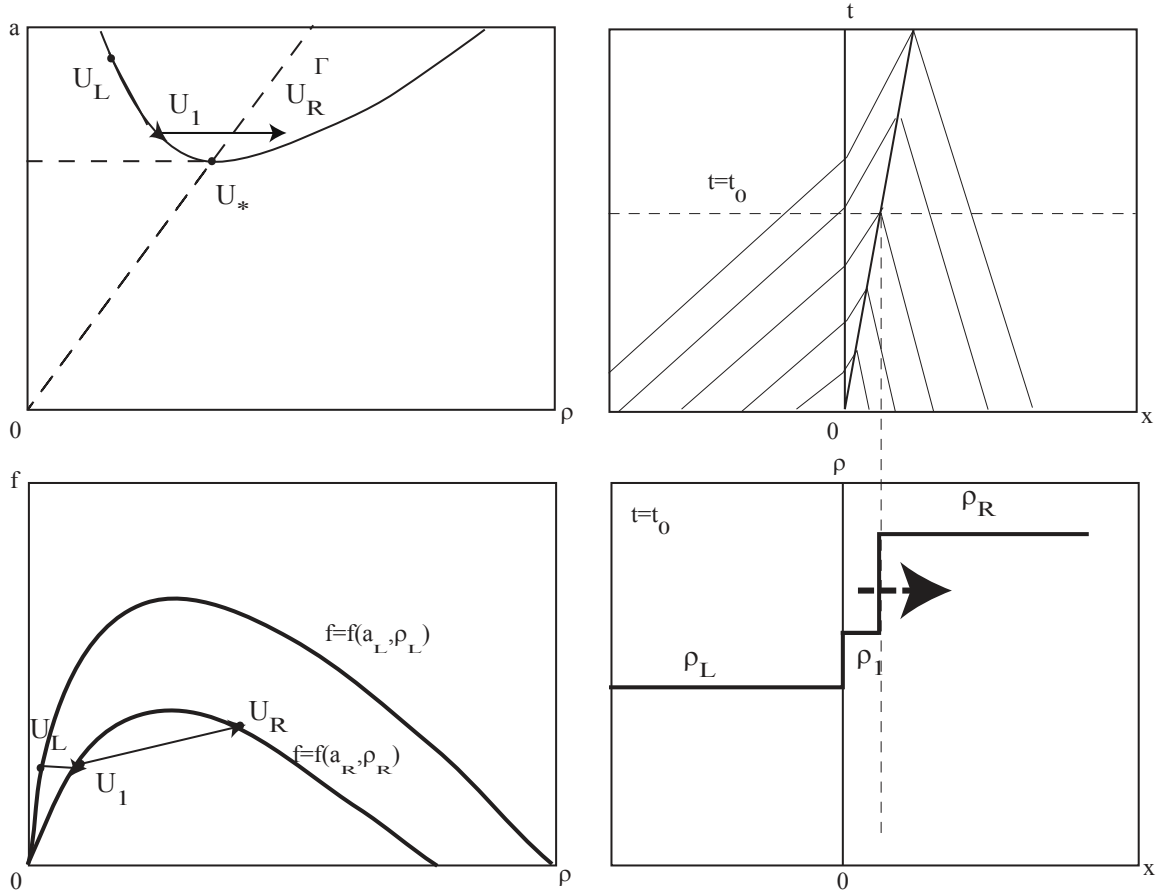 a
Γ
U_L
U_1
U_R
U_*
0
ρ
t
t=t_0
0
x
f
f=f(a_L,ρ_L)
U_L
U_R
f=f(a_R,ρ_R)
U_1
0
ρ
ρ
t=t_0
ρ_R
ρ_L
ρ_1
0
x